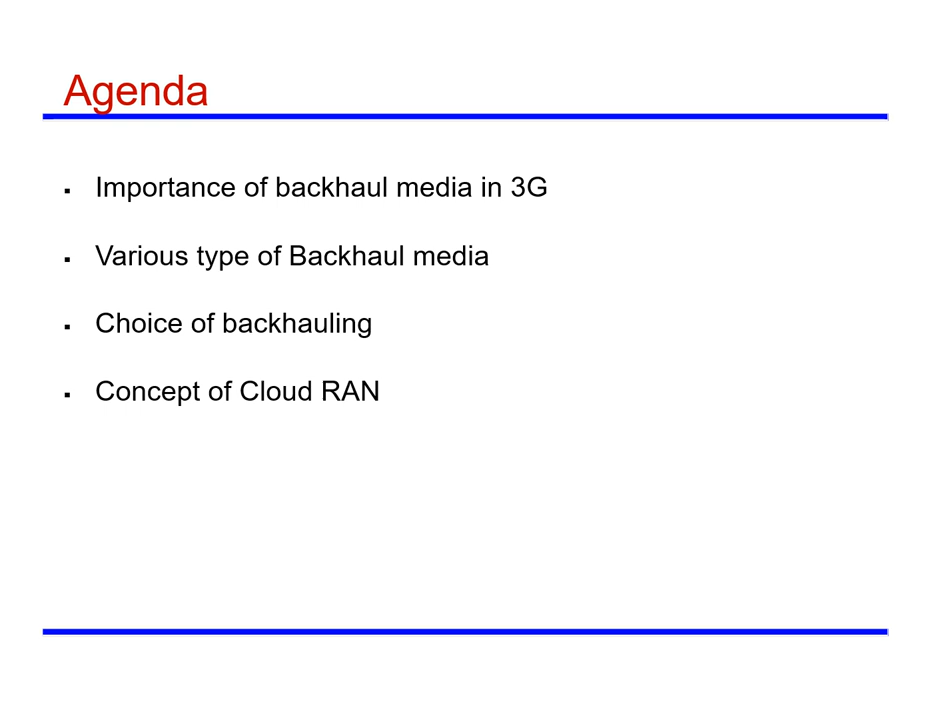 Agenda
▪ Importance of backhaul media in 3G
▪ Various type of Backhaul media
▪ Choice of backhauling
▪ Concept of Cloud RAN